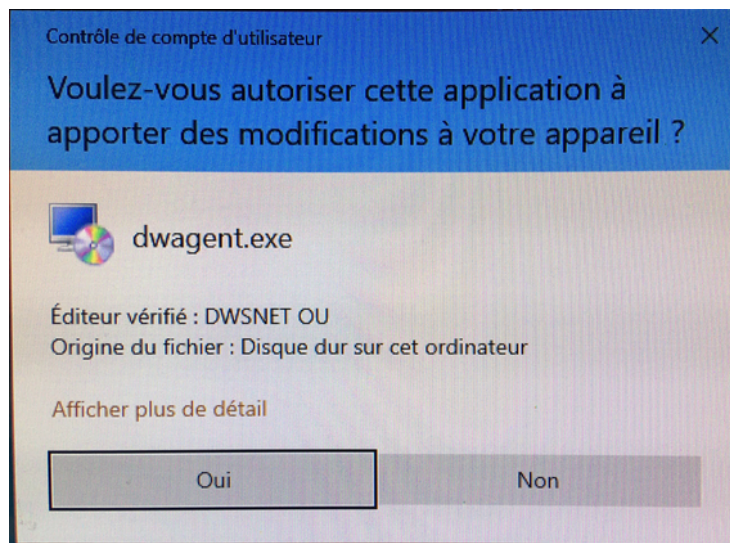 Contrôle de compte d'utilisateur
Voulez-vous autoriser cette application à
apporter des modifications à votre appareil ?
dwagent.exe
Éditeur vérifié : DWSNET OU
Origine du fichier : Disque dur sur cet ordinateur
Afficher plus de détail
Oui
Non